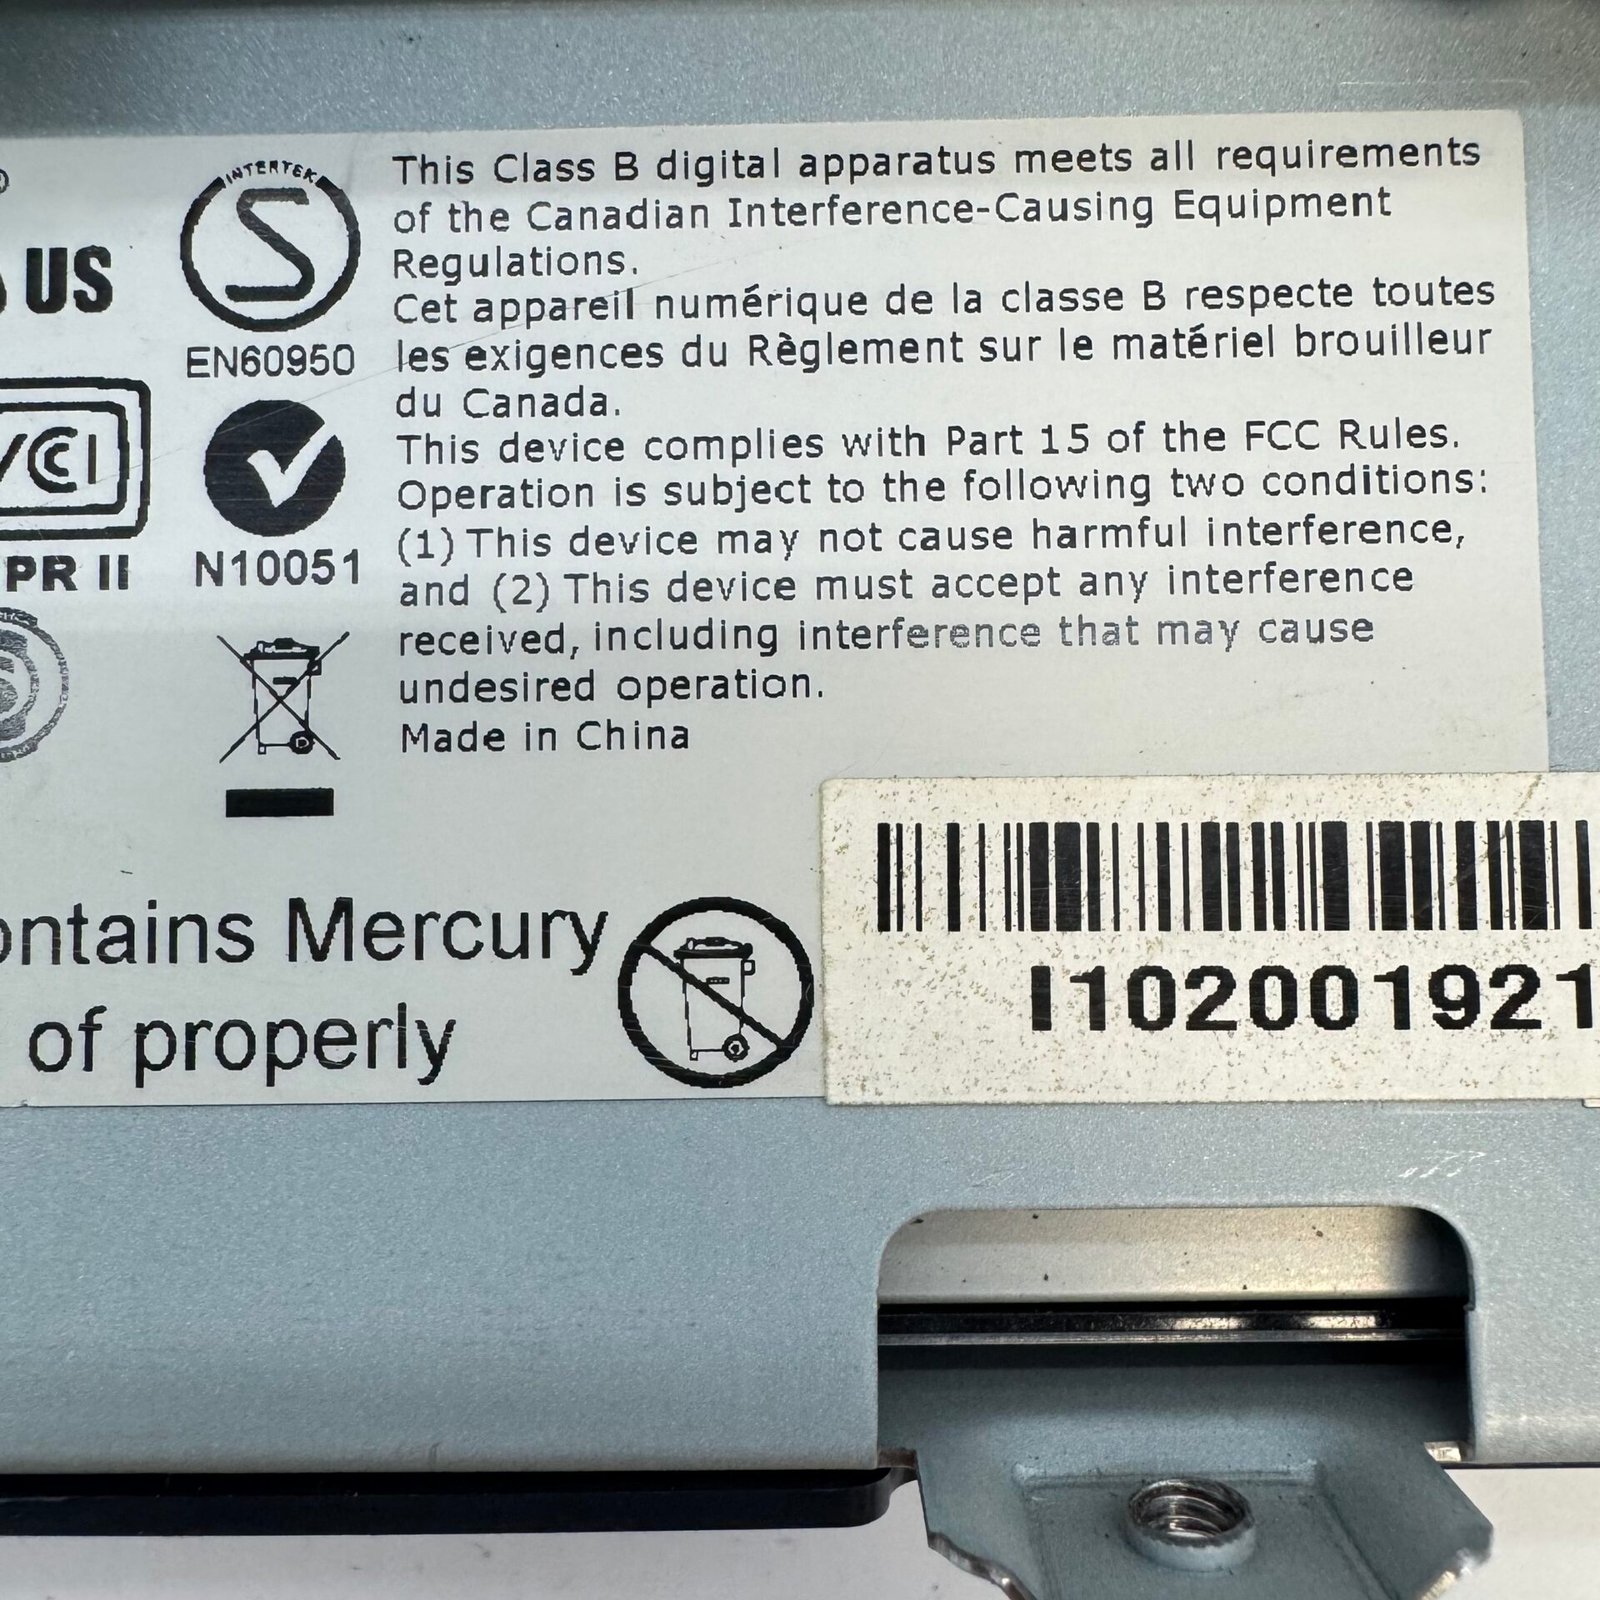 INTERTEK
S
US
EN60950
VCCI
N10051
PR II
This Class B digital apparatus meets all requirements
of the Canadian Interference-Causing Equipment
Regulations.
Cet appareil numérique de la classe B respecte toutes
les exigences du Règlement sur le matériel brouilleur
du Canada.
This device complies with Part 15 of the FCC Rules.
Operation is subject to the following two conditions:
(1) This device may not cause harmful interference,
and (2) This device must accept any interference
received, including interference that may cause
undesired operation.
Made in China
ontains Mercury
of properly
I102001921